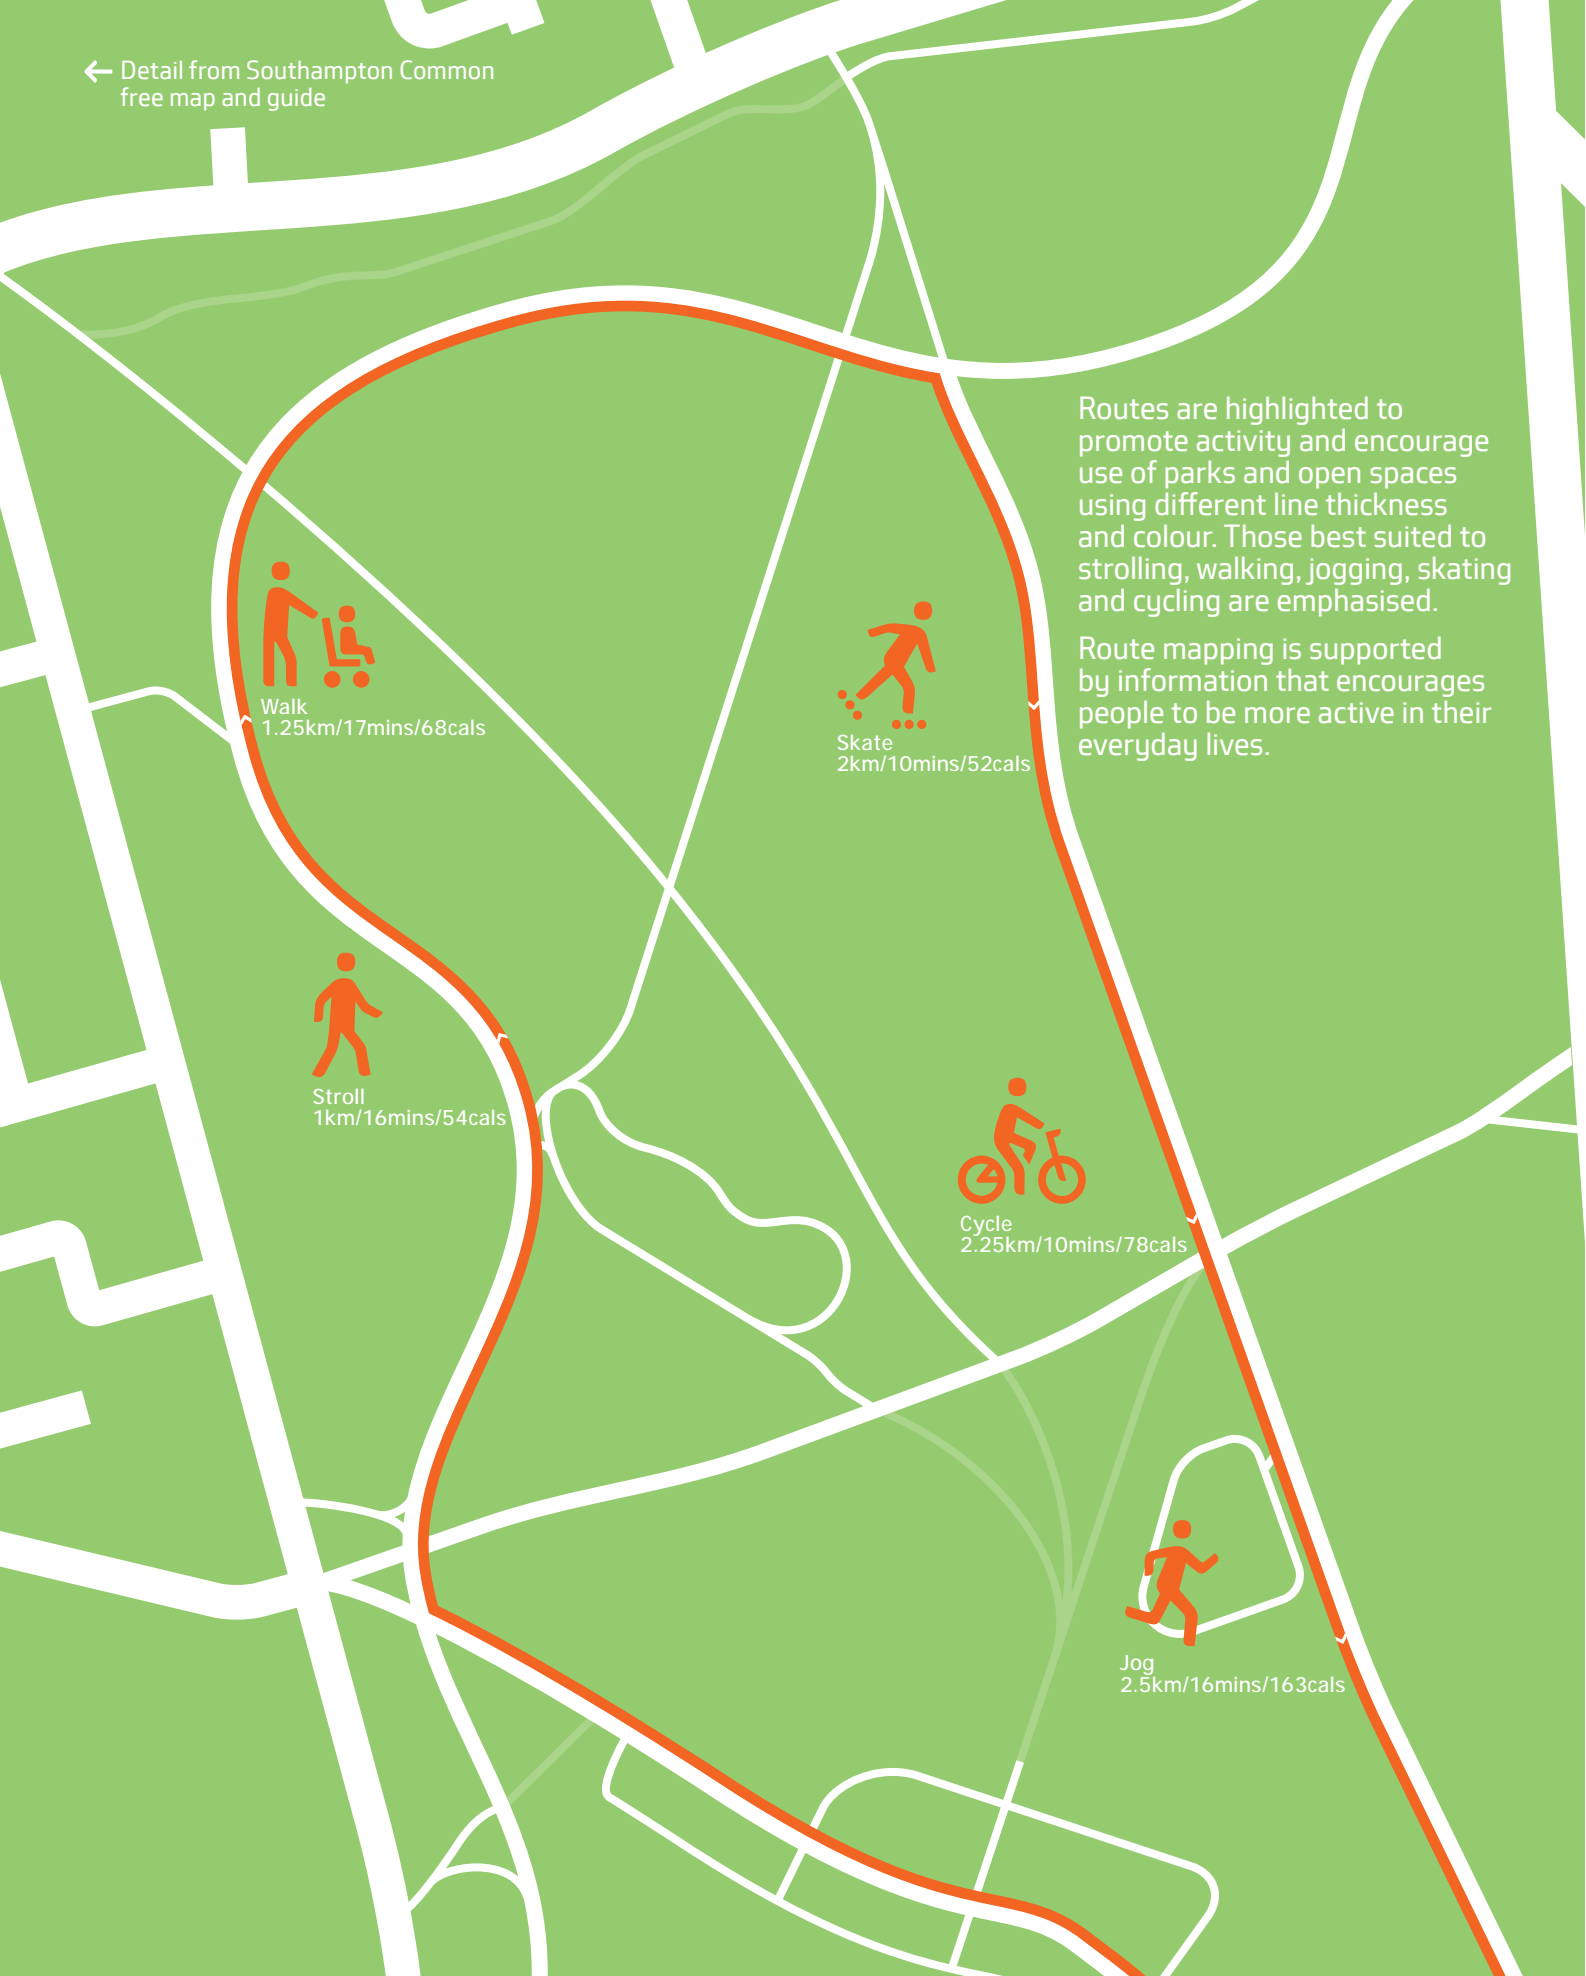 ← Detail from Southampton Common
free map and guide
Routes are highlighted to
promote activity and encourage
use of parks and open spaces
using different line thickness
and colour. Those best suited to
strolling, walking, jogging, skating
and cycling are emphasised.
Route mapping is supported
by information that encourages
people to be more active in their
everyday lives.
Walk
1.25km/17mins/68cals
Skate
2km/10mins/52cals
Stroll
1km/16mins/54cals
Cycle
2.25km/10mins/78cals
Jog
2.5km/16mins/163cals